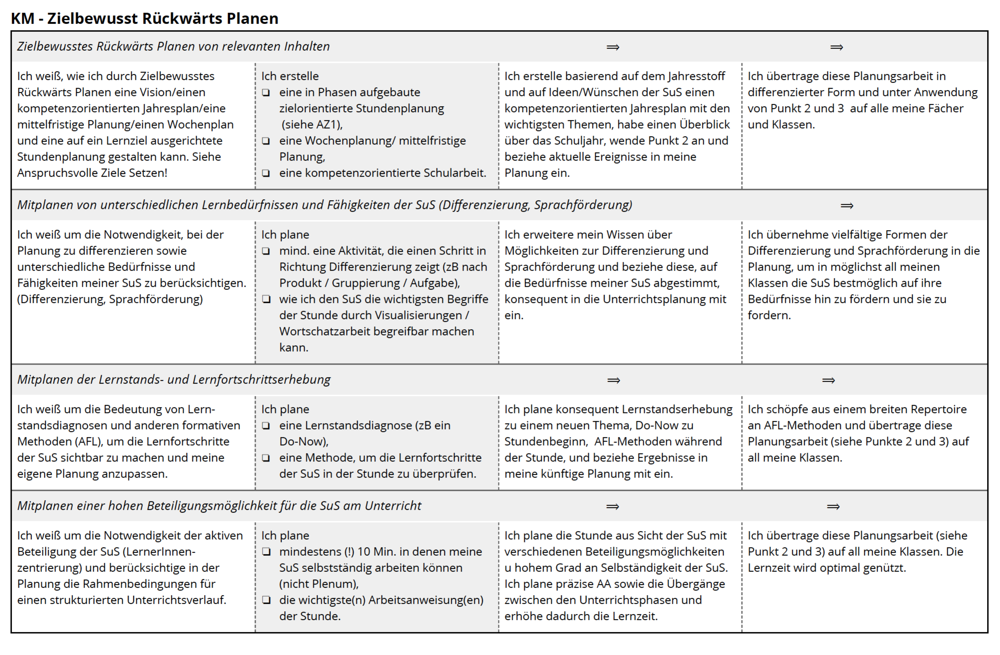 KM - Zielbewusst Rückwärts Planen
Zielbewusstes Rückwärts Planen von relevanten Inhalten ⇒ ⇒
Ich weiß, wie ich durch Zielbewusstes
Rückwärts Planen eine Vision/einen
kompetenzorientierten Jahresplan/eine
mittelfristige Planung/einen Wochenplan
und eine auf ein Lernziel ausgerichtete
Stundenplanung gestalten kann. Siehe
Anspruchsvolle Ziele Setzen!
Ich erstelle
❏ eine in Phasen aufgebaute
zielorientierte Stundenplanung
(siehe AZ1),
❏ eine Wochenplanung/ mittelfristige
Planung,
❏ eine kompetenzorientierte Schularbeit.
Ich erstelle basierend auf dem Jahresstoff
und auf Ideen/Wünschen der SuS einen
kompetenzorientierten Jahresplan mit den
wichtigsten Themen, habe einen Überblick
über das Schuljahr, wende Punkt 2 an und
beziehe aktuelle Ereignisse in meine
Planung ein.
Ich übertrage diese Planungsarbeit in
differenzierter Form und unter Anwendung
von Punkt 2 und 3  auf alle meine Fächer
und Klassen.
Mitplanen von unterschiedlichen Lernbedürfnissen und Fähigkeiten der SuS (Differenzierung, Sprachförderung) ⇒
Ich weiß um die Notwendigkeit, bei der
Planung zu differenzieren sowie
unterschiedliche Bedürfnisse und
Fähigkeiten meiner SuS zu berücksichtigen.
(Differenzierung, Sprachförderung)
Ich plane
❏ mind. eine Aktivität, die einen Schritt in
Richtung Differenzierung zeigt (zB nach
Produkt / Gruppierung / Aufgabe),
❏ wie ich den SuS die wichtigsten Begriffe
der Stunde durch Visualisierungen /
Wortschatzarbeit begreifbar machen
kann.
Ich erweitere mein Wissen über
Möglichkeiten zur Differenzierung und
Sprachförderung und beziehe diese, auf
die Bedürfnisse meiner SuS abgestimmt,
konsequent in die Unterrichtsplanung mit
ein.
Ich übernehme vielfältige Formen der
Differenzierung und Sprachförderung in die
Planung, um in möglichst all meinen
Klassen die SuS bestmöglich auf ihre
Bedürfnisse hin zu fördern und sie zu
fordern.
Mitplanen der Lernstands- und Lernfortschrittserhebung ⇒ ⇒
Ich weiß um die Bedeutung von Lern-
standsdiagnosen und anderen formativen
Methoden (AFL), um die Lernfortschritte
der SuS sichtbar zu machen und meine
eigene Planung anzupassen.
Ich plane
❏ eine Lernstandsdiagnose (zB ein
Do-Now),
❏ eine Methode, um die Lernfortschritte
der SuS in der Stunde zu überprüfen.
Ich plane konsequent Lernstandserhebung
zu einem neuen Thema, Do-Now zu
Stundenbeginn,  AFL-Methoden während
der Stunde, und beziehe Ergebnisse in
meine künftige Planung mit ein.
Ich schöpfe aus einem breiten Repertoire
an AFL-Methoden und übertrage diese
Planungsarbeit (siehe Punkte 2 und 3) auf
all meine Klassen.
Mitplanen einer hohen Beteiligungsmöglichkeit für die SuS am Unterricht ⇒ ⇒
Ich weiß um die Notwendigkeit der aktiven
Beteiligung der SuS (LernerInnen-
zentrierung) und berücksichtige in der
Planung die Rahmenbedingungen für
einen strukturierten Unterrichtsverlauf.
Ich plane
❏ mindestens (!) 10 Min. in denen meine
SuS selbstständig arbeiten können
(nicht Plenum),
❏ die wichtigste(n) Arbeitsanweisung(en)
der Stunde.
Ich plane die Stunde aus Sicht der SuS mit
verschiedenen Beteiligungsmöglichkeiten
u hohem Grad an Selbständigkeit der SuS.
Ich plane präzise AA sowie die Übergänge
zwischen den Unterrichtsphasen und
erhöhe dadurch die Lernzeit.
Ich übertrage diese Planungsarbeit (siehe
Punkt 2 und 3) auf all meine Klassen. Die
Lernzeit wird optimal genützt.